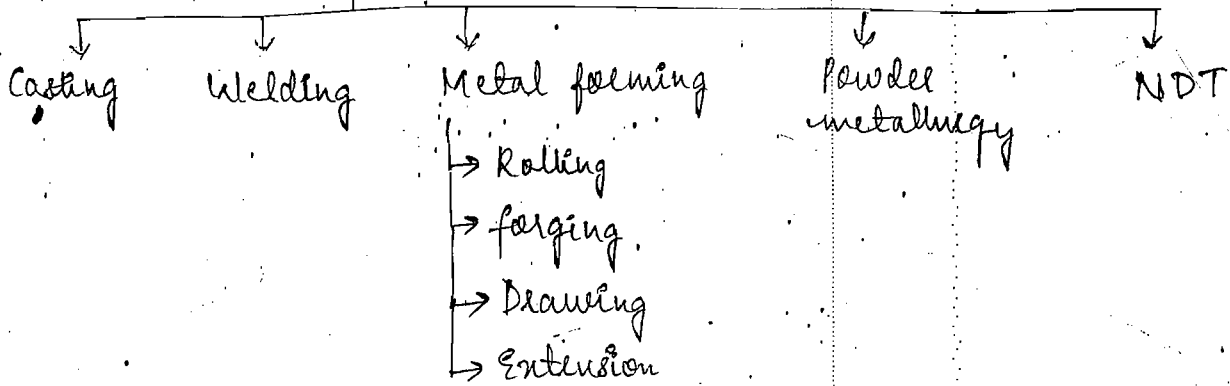 Casting Welding Metal forming Powder NDT
metallurgy
Rolling
forging
Drawing
Extension